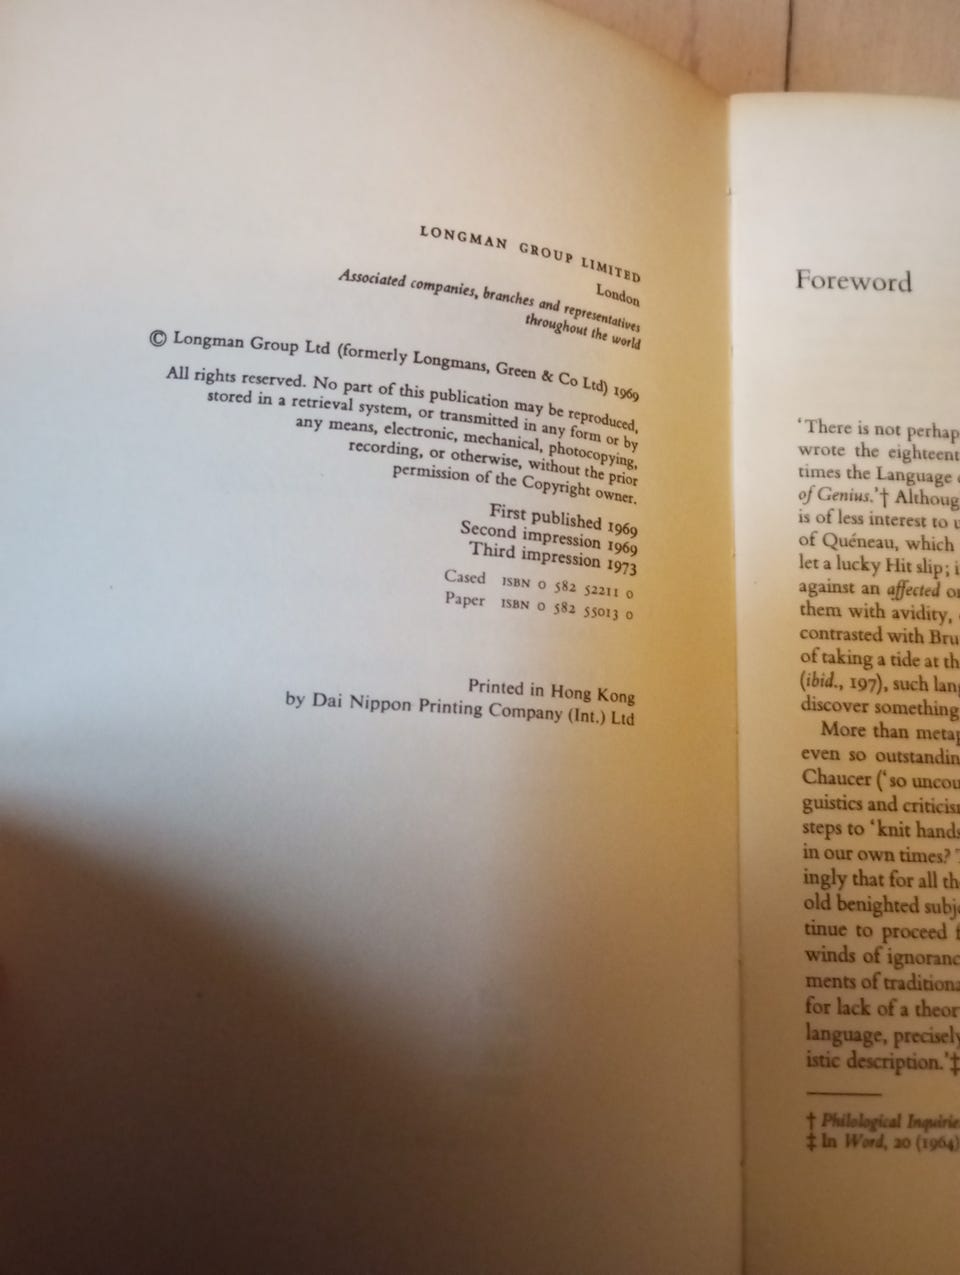 LONGMAN GROUP LIMITED
London
Associated companies, branches and representatives
throughout the world
© Longman Group Ltd (formerly Longmans, Green & Co Ltd) 1969
All rights reserved. No part of this publication may be reproduced,
stored in a retrieval system, or transmitted in any form or by
any means, electronic, mechanical, photocopying,
recording, or otherwise, without the prior
permission of the Copyright owner.
First published 1969
Second impression 1969
Third impression 1973
Cased ISBN 0 582 52211 0
Paper ISBN 0 582 55013 0
Printed in Hong Kong
by Dai Nippon Printing Company (Int.) Ltd
Foreword
‘There is not perhap
wrote the eighteent
times the Language
of Genius.’† Althoug
is of less interest to
of Quéneau, which
let a lucky Hit slip; i
against an affected o
them with avidity,
contrasted with Bru
of taking a tide at th
(ibid., 197), such lang
discover something
More than metap
even so outstandin
Chaucer (‘so uncou
guistics and criticis
steps to ‘knit hands
in our own times?
ingly that for all th
old benighted subj
tinue to proceed f
winds of ignoranc
ments of traditiona
for lack of a theor
language, precisely
istic description.’‡
† Philological Inquirie
‡ In Word, 20 (1964)